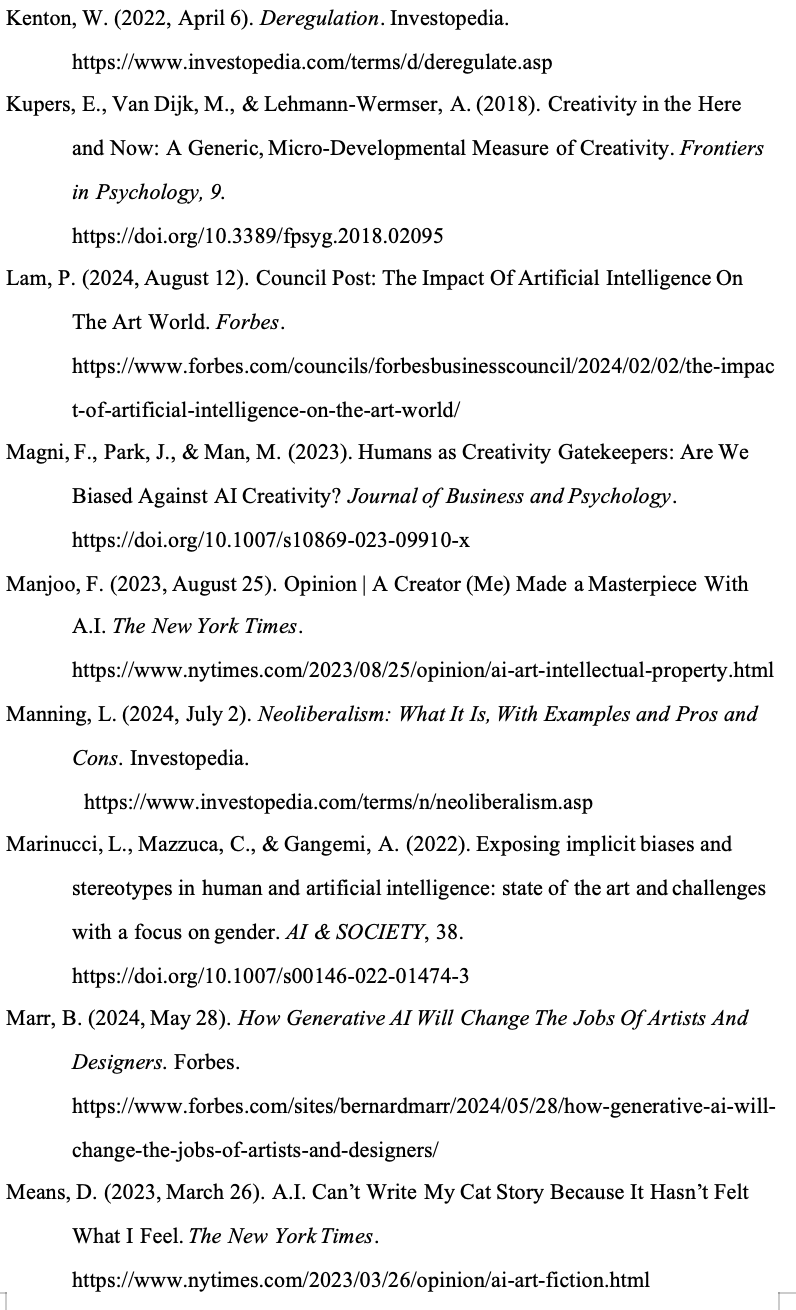 Kenton, W. (2022, April 6). Deregulation. Investopedia.
https://www.investopedia.com/terms/d/deregulate.asp
Kupers, E., Van Dijk, M., & Lehmann-Wermser, A. (2018). Creativity in the Here
and Now: A Generic, Micro-Developmental Measure of Creativity. Frontiers
in Psychology, 9.
https://doi.org/10.3389/fpsyg.2018.02095
Lam, P. (2024, August 12). Council Post: The Impact Of Artificial Intelligence On
The Art World. Forbes.
https://www.forbes.com/councils/forbesbusinesscouncil/2024/02/02/the-impac
t-of-artificial-intelligence-on-the-art-world/
Magni, F., Park, J., & Man, M. (2023). Humans as Creativity Gatekeepers: Are We
Biased Against AI Creativity? Journal of Business and Psychology.
https://doi.org/10.1007/s10869-023-09910-x
Manjoo, F. (2023, August 25). Opinion | A Creator (Me) Made a Masterpiece With
A.I. The New York Times.
https://www.nytimes.com/2023/08/25/opinion/ai-art-intellectual-property.html
Manning, L. (2024, July 2). Neoliberalism: What It Is, With Examples and Pros and
Cons. Investopedia.
https://www.investopedia.com/terms/n/neoliberalism.asp
Marinucci, L., Mazzuca, C., & Gangemi, A. (2022). Exposing implicit biases and
stereotypes in human and artificial intelligence: state of the art and challenges
with a focus on gender. AI & SOCIETY, 38.
https://doi.org/10.1007/s00146-022-01474-3
Marr, B. (2024, May 28). How Generative AI Will Change The Jobs Of Artists And
Designers. Forbes.
https://www.forbes.com/sites/bernardmarr/2024/05/28/how-generative-ai-will-
change-the-jobs-of-artists-and-designers/
Means, D. (2023, March 26). A.I. Can’t Write My Cat Story Because It Hasn’t Felt
What I Feel. The New York Times.
https://www.nytimes.com/2023/03/26/opinion/ai-art-fiction.html